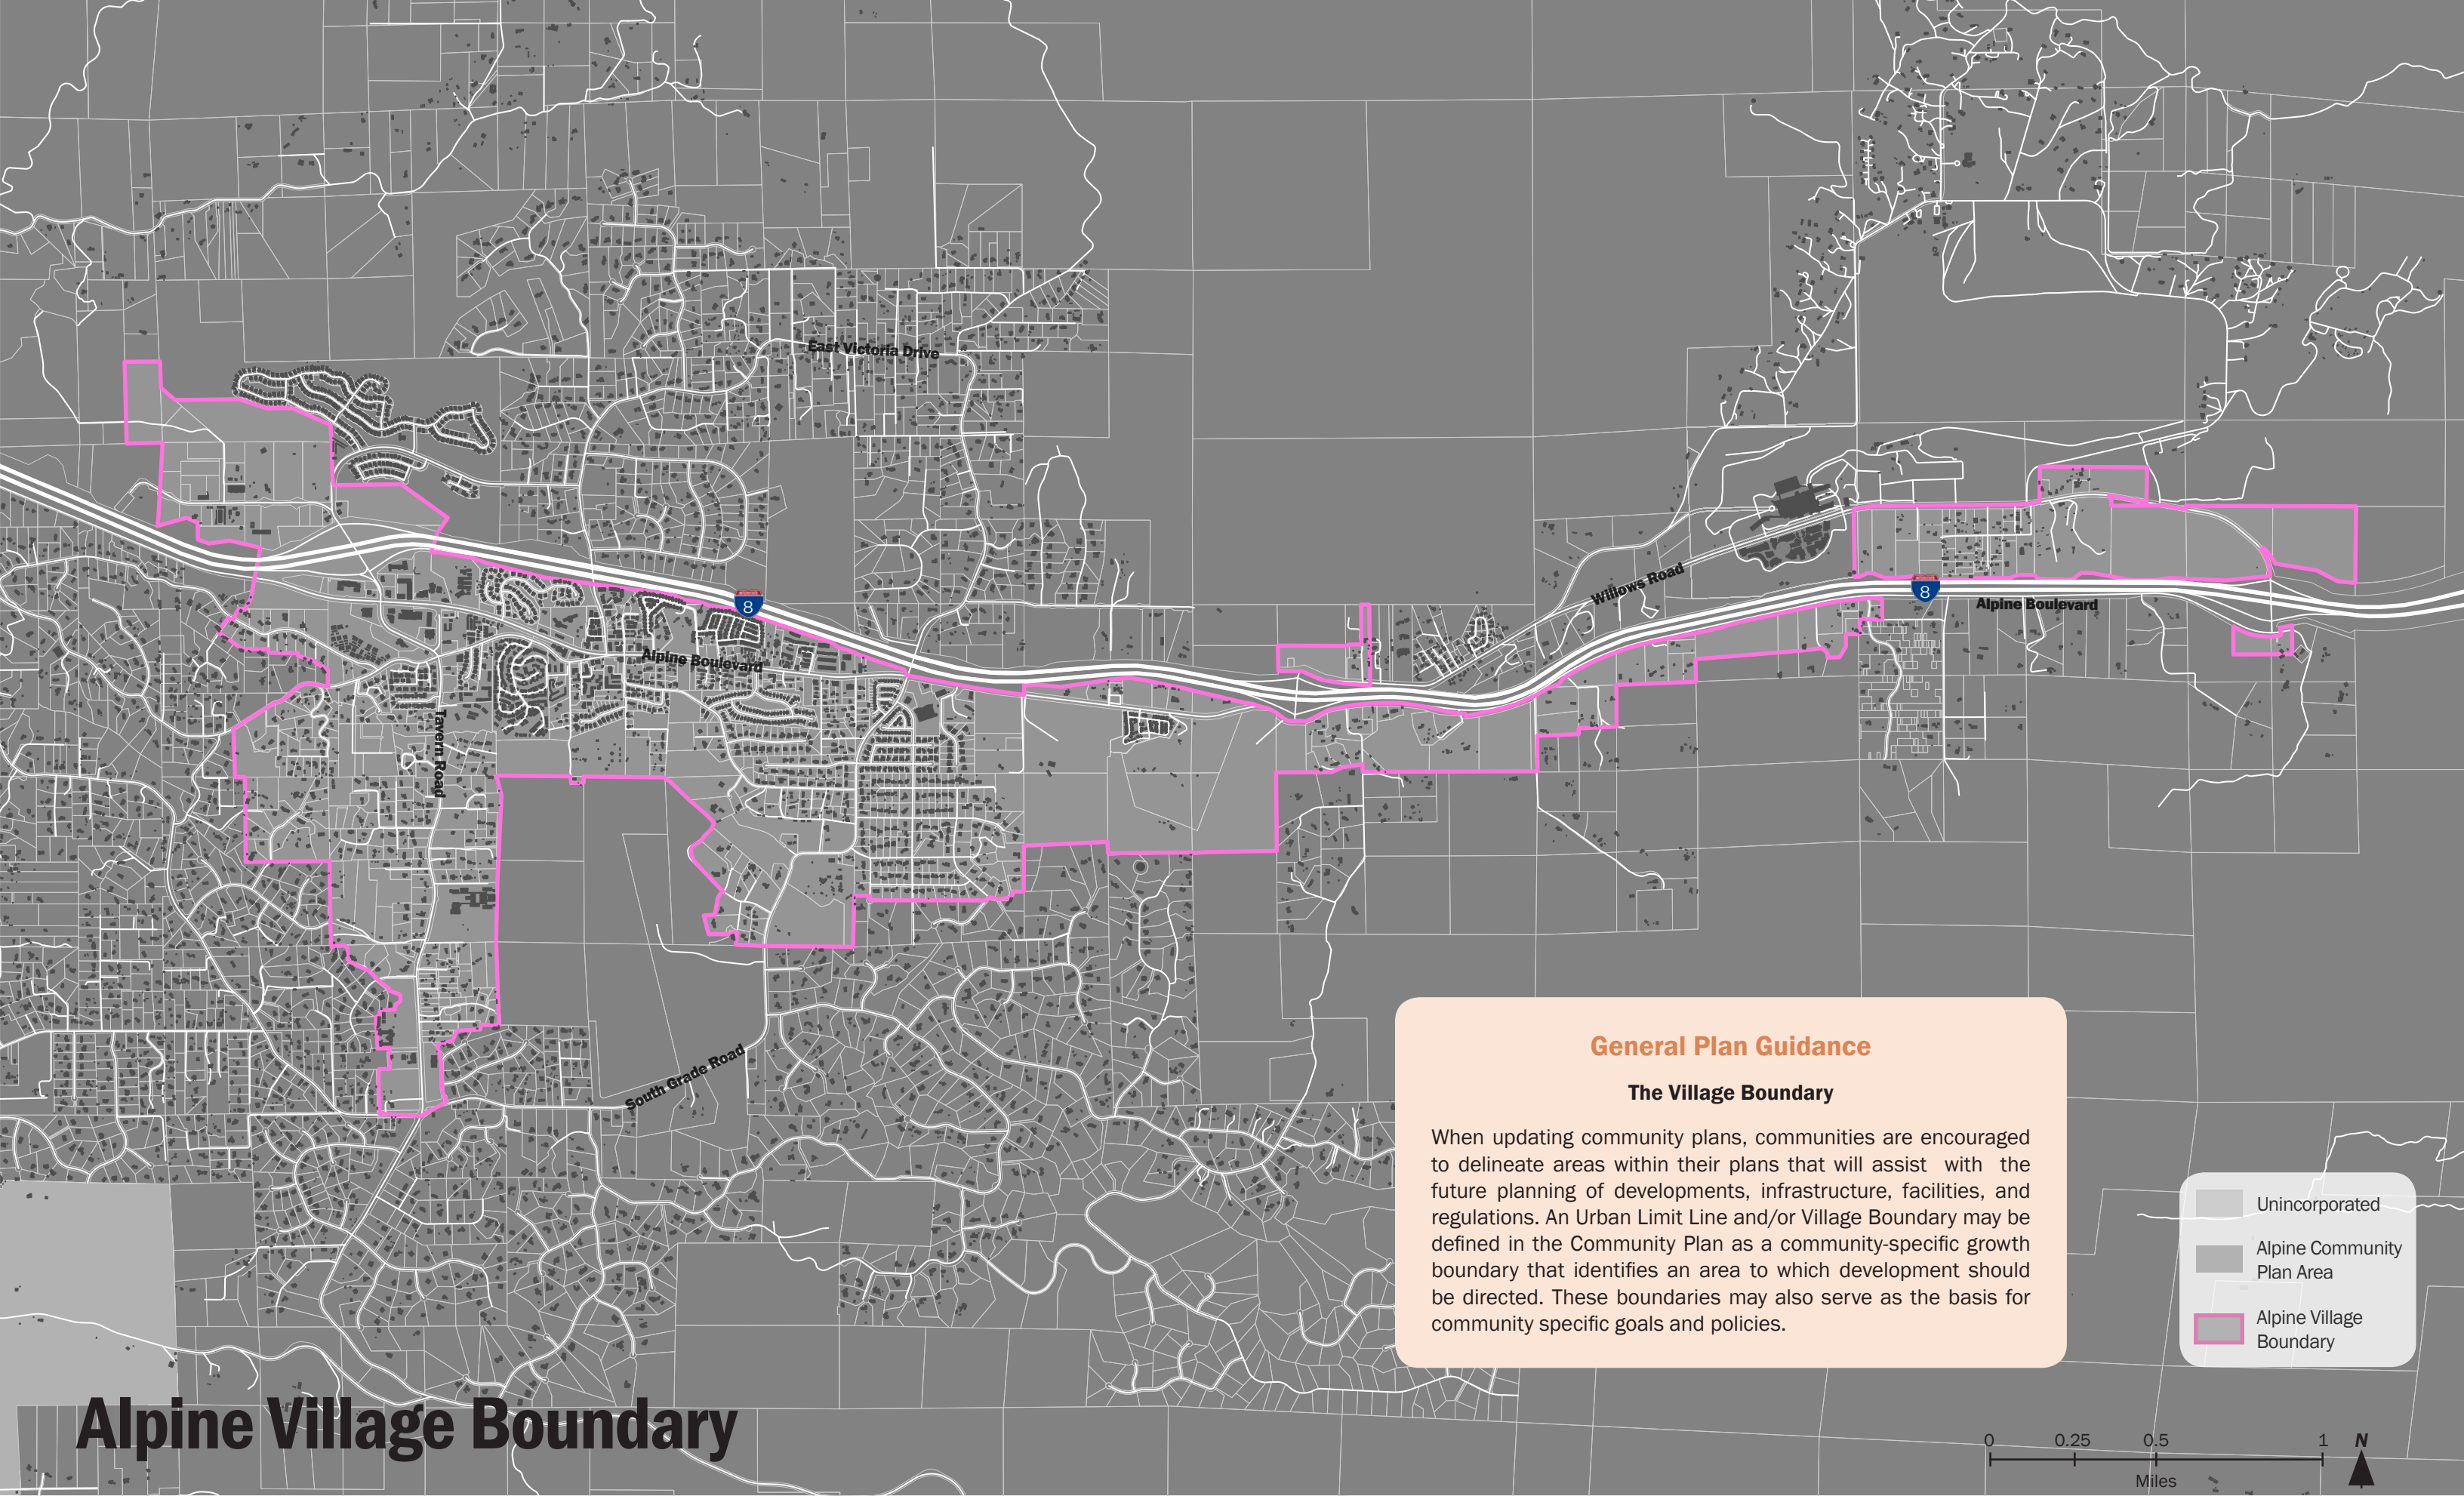 East Victoria Drive
Willows Road
8
8
Alpine Boulevard
Alpine Boulevard
Tavern Road
South Grade Road
General Plan Guidance
The Village Boundary
When updating community plans, communities are encouraged
to delineate areas within their plans that will assist with the
future planning of developments, infrastructure, facilities, and
regulations. An Urban Limit Line and/or Village Boundary may be
defined in the Community Plan as a community-specific growth
boundary that identifies an area to which development should
be directed. These boundaries may also serve as the basis for
community specific goals and policies.
Unincorporated
Alpine Community
Plan Area
Alpine Village
Boundary
Alpine Village Boundary
0 0.25 0.5 1 N
Miles